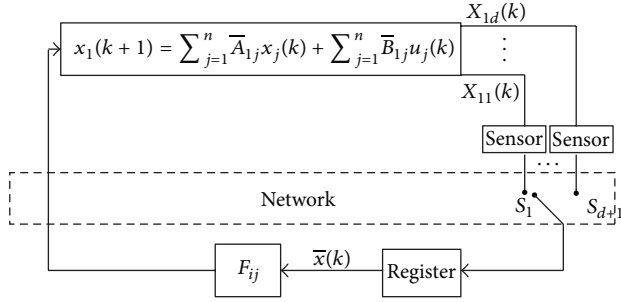 X_{1d}(k)
x_1(k + 1) = \sum_{j=1}^{n} \overline{A}_{1j} x_j(k) + \sum_{j=1}^{n} \overline{B}_{1j} u_j(k)
⋮
X_{11}(k)
Sensor Sensor
...
Network
S_1 S_{d+1}
F_{ij} \overline{x}(k) Register